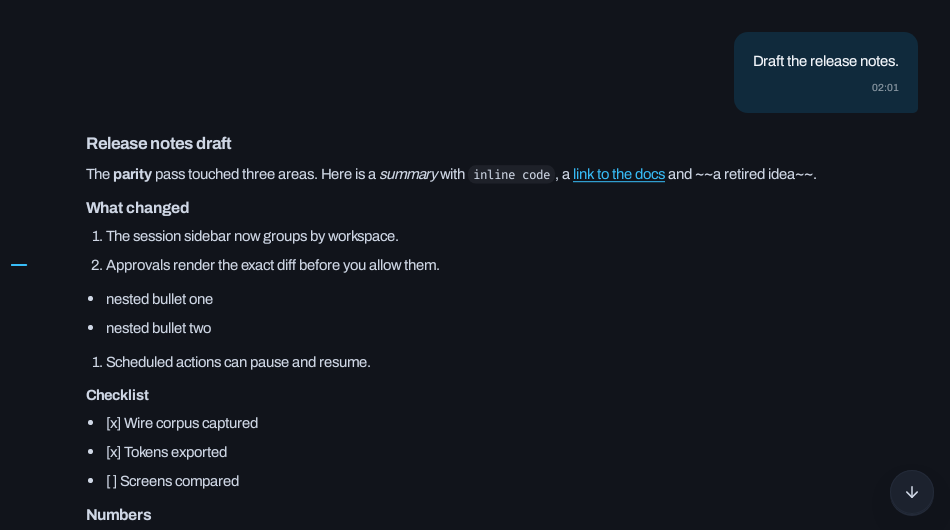 Draft the release notes.
02:01
Release notes draft
The parity pass touched three areas. Here is a summary with inline code, a link to the docs and ~~a retired idea~~.
What changed
1. The session sidebar now groups by workspace.
2. Approvals render the exact diff before you allow them.
• nested bullet one
• nested bullet two
1. Scheduled actions can pause and resume.
Checklist
• [x] Wire corpus captured
• [x] Tokens exported
• [ ] Screens compared
Numbers